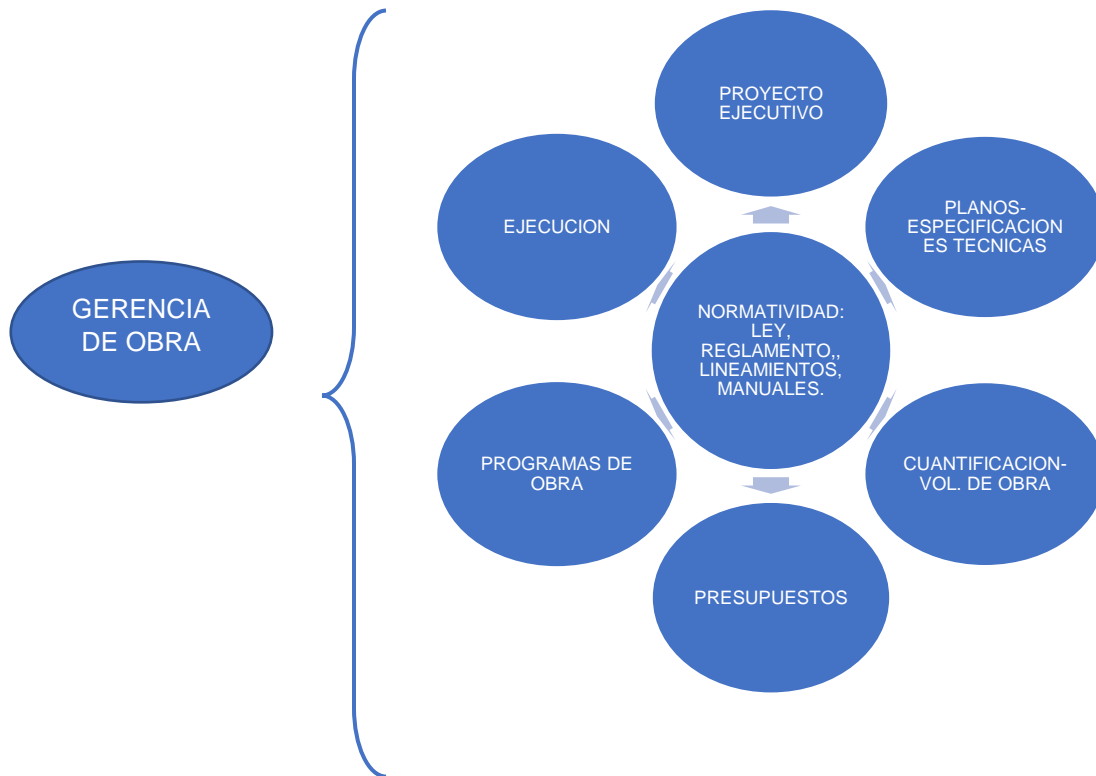 GERENCIA
DE OBRA
PROYECTO
EJECUTIVO
PLANOS-
ESPECIFICACION
ES TECNICAS
CUANTIFICACION-
VOL. DE OBRA
PRESUPUESTOS
PROGRAMAS DE
OBRA
EJECUCION
NORMATIVIDAD:
LEY,
REGLAMENTO,,
LINEAMIENTOS,
MANUALES.